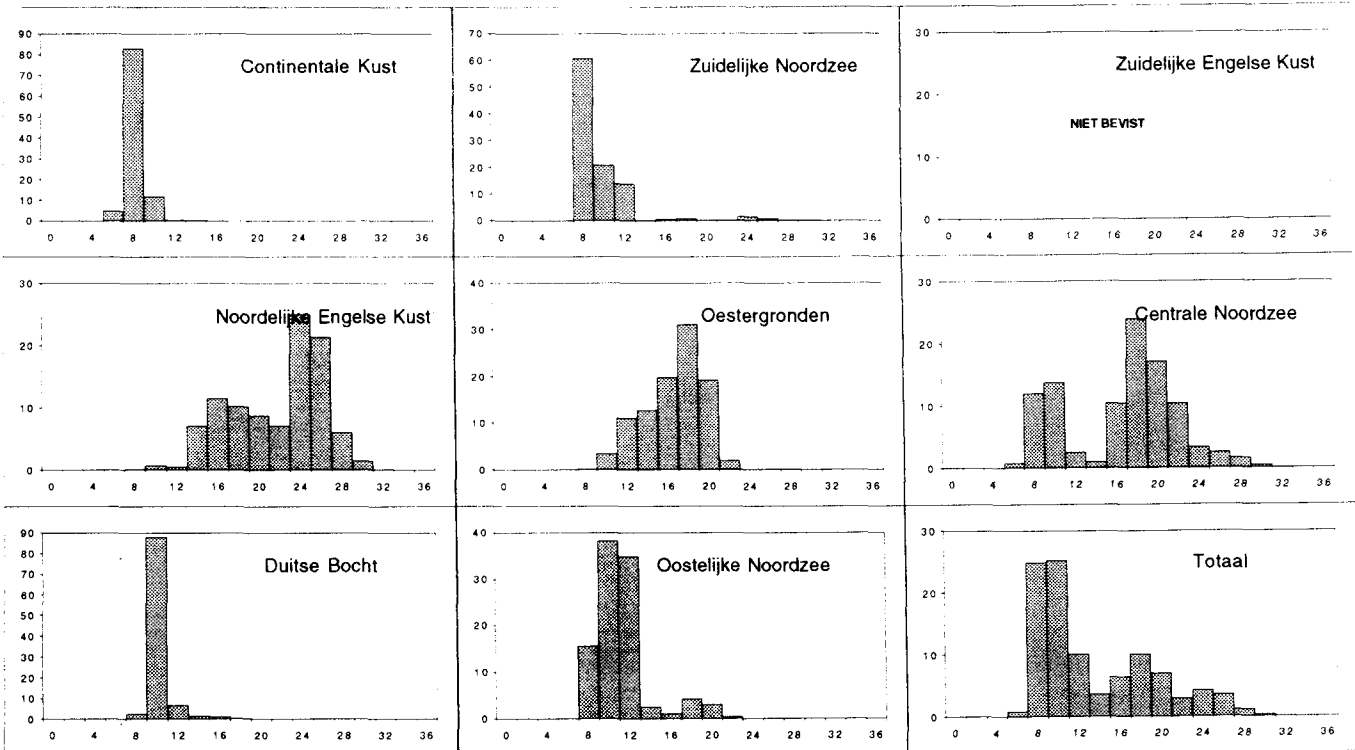 Continentale Kust
90
80
70
60
50
40
30
20
10
0
0 4 8 12 16 20 24 28 32 36
Zuidelijke Noordzee
70
60
50
40
30
20
10
0
0 4 8 12 16 20 24 28 32 36
Zuidelijke Engelse Kust
30
20
NIET BEVIST
10
0
0 4 8 12 16 20 24 28 32 36
Noordelijke Engelse Kust
30
20
10
0
0 4 8 12 16 20 24 28 32 36
Oestergronden
40
30
20
10
0
0 4 8 12 16 20 24 28 32 36
Centrale Noordzee
30
20
10
0
0 4 8 12 16 20 24 28 32 36
Duitse Bocht
90
80
70
60
50
40
30
20
10
0
0 4 8 12 16 20 24 28 32 36
Oostelijke Noordzee
40
30
20
10
0
0 4 8 12 16 20 24 28 32 36
Totaal
30
20
10
0
0 4 8 12 16 20 24 28 32 36